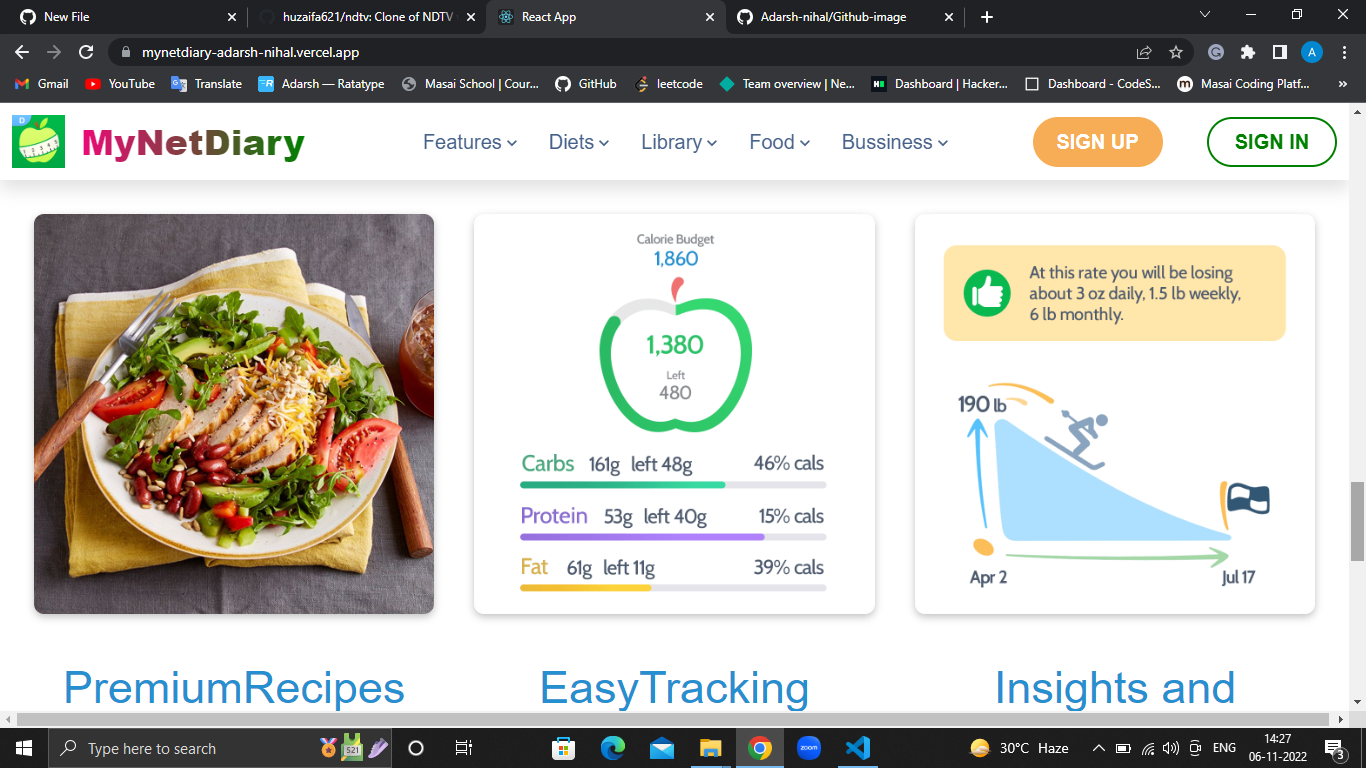 New File
huzaifa621/ndtv: Clone of NDTV
React App
Adarsh-nihal/Github-image
mynetdiary-adarsh-nihal.vercel.app
A
Gmail
YouTube
Translate
Adarsh — Ratatype
Masai School | Cour...
GitHub
leetcode
Team overview | Ne...
Dashboard | Hacker...
Dashboard - CodeS...
Masai Coding Platf...
»
D
MyNetDiary
Features
Diets
Library
Food
Bussiness
SIGN UP
SIGN IN
Calorie Budget
1,860
1,380
Left
480
Carbs 161g left 48g 46% cals
Protein 53g left 40g 15% cals
Fat 61g left 11g 39% cals
At this rate you will be losing
about 3 oz daily, 1.5 lb weekly,
6 lb monthly.
190 lb
Apr 2
Jul 17
PremiumRecipes
EasyTracking
Insights and
Type here to search
521
zoom
30°C Haze
ENG
14:27
06-11-2022
3